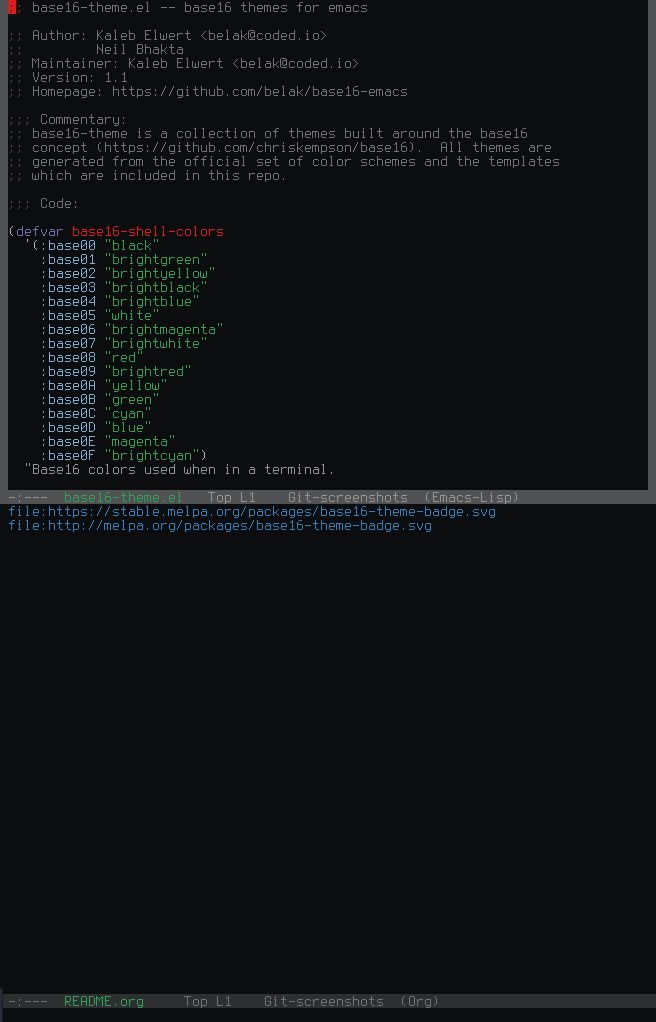 ;; base16-theme.el -- base16 themes for emacs
;; Author: Kaleb Elwert <belak@coded.io>
;;         Neil Bhakta
;; Maintainer: Kaleb Elwert <belak@coded.io>
;; Version: 1.1
;; Homepage: https://github.com/belak/base16-emacs
;;; Commentary:
;; base16-theme is a collection of themes built around the base16
;; concept (https://github.com/chriskempson/base16).  All themes are
;; generated from the official set of color schemes and the templates
;; which are included in this repo.
;;; Code:
(defvar base16-shell-colors
  '(:base00 "black"
    :base01 "brightgreen"
    :base02 "brightyellow"
    :base03 "brightblack"
    :base04 "brightblue"
    :base05 "white"
    :base06 "brightmagenta"
    :base07 "brightwhite"
    :base08 "red"
    :base09 "brightred"
    :base0A "yellow"
    :base0B "green"
    :base0C "cyan"
    :base0D "blue"
    :base0E "magenta"
    :base0F "brightcyan")
  "Base16 colors used when in a terminal.
-:---  base16-theme.el   Top L1    Git-screenshots  (Emacs-Lisp)
file:https://stable.melpa.org/packages/base16-theme-badge.svg
file:http://melpa.org/packages/base16-theme-badge.svg
-:---  README.org     Top L1    Git-screenshots  (Org)